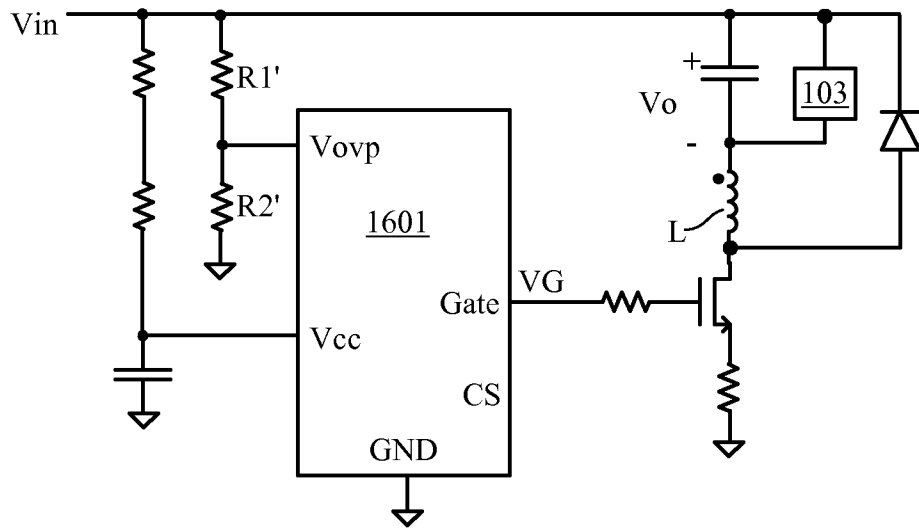 Vin
R1'
+
103
Vo
Vovp
-
R2'
1601
L
VG
Gate
Vcc
CS
GND